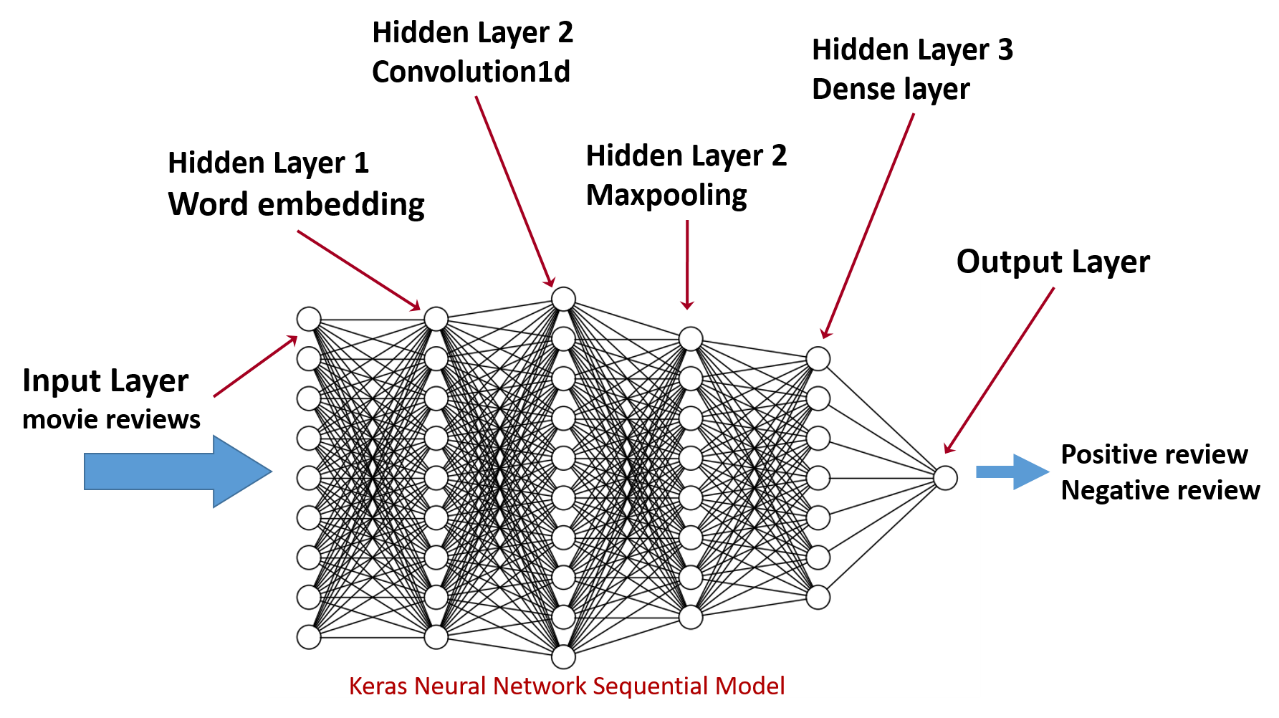 Hidden Layer 2
Convolution1d
Hidden Layer 3
Dense layer
Hidden Layer 1
Word embedding
Hidden Layer 2
Maxpooling
Output Layer
Input Layer
movie reviews
Positive review
Negative review
Keras Neural Network Sequential Model